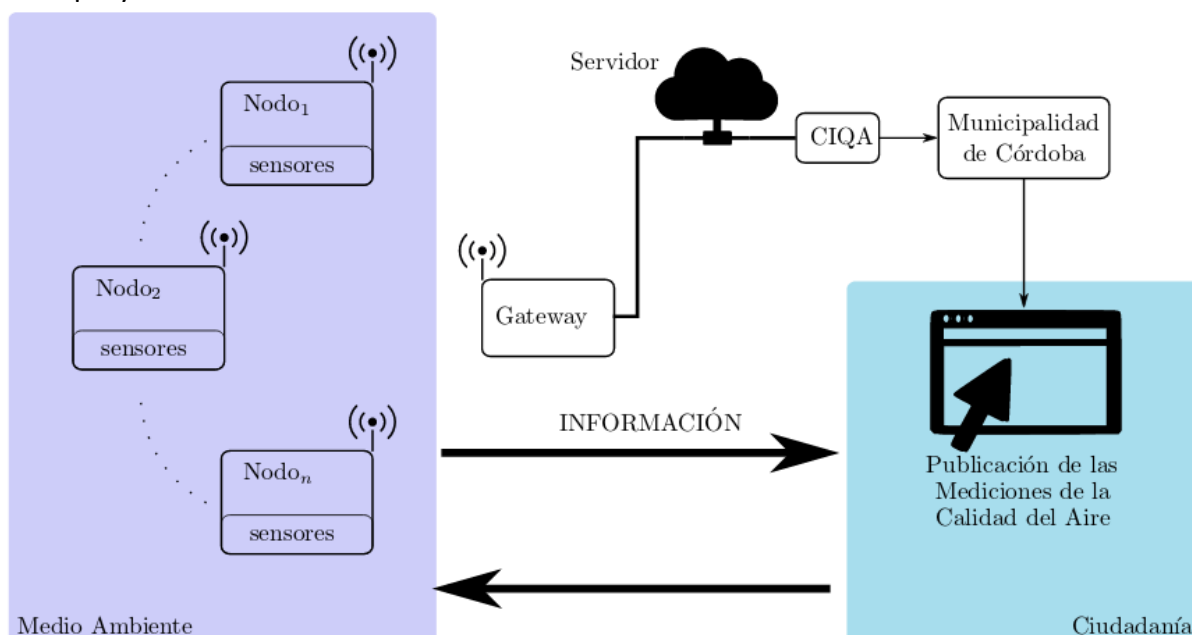 Nodo₁
sensores
Nodo₂
sensores
Nodoₙ
sensores
Medio Ambiente
Servidor
CIQA
Municipalidad
de Córdoba
Gateway
INFORMACIÓN
Publicación de las
Mediciones de la
Calidad del Aire
Ciudadanía